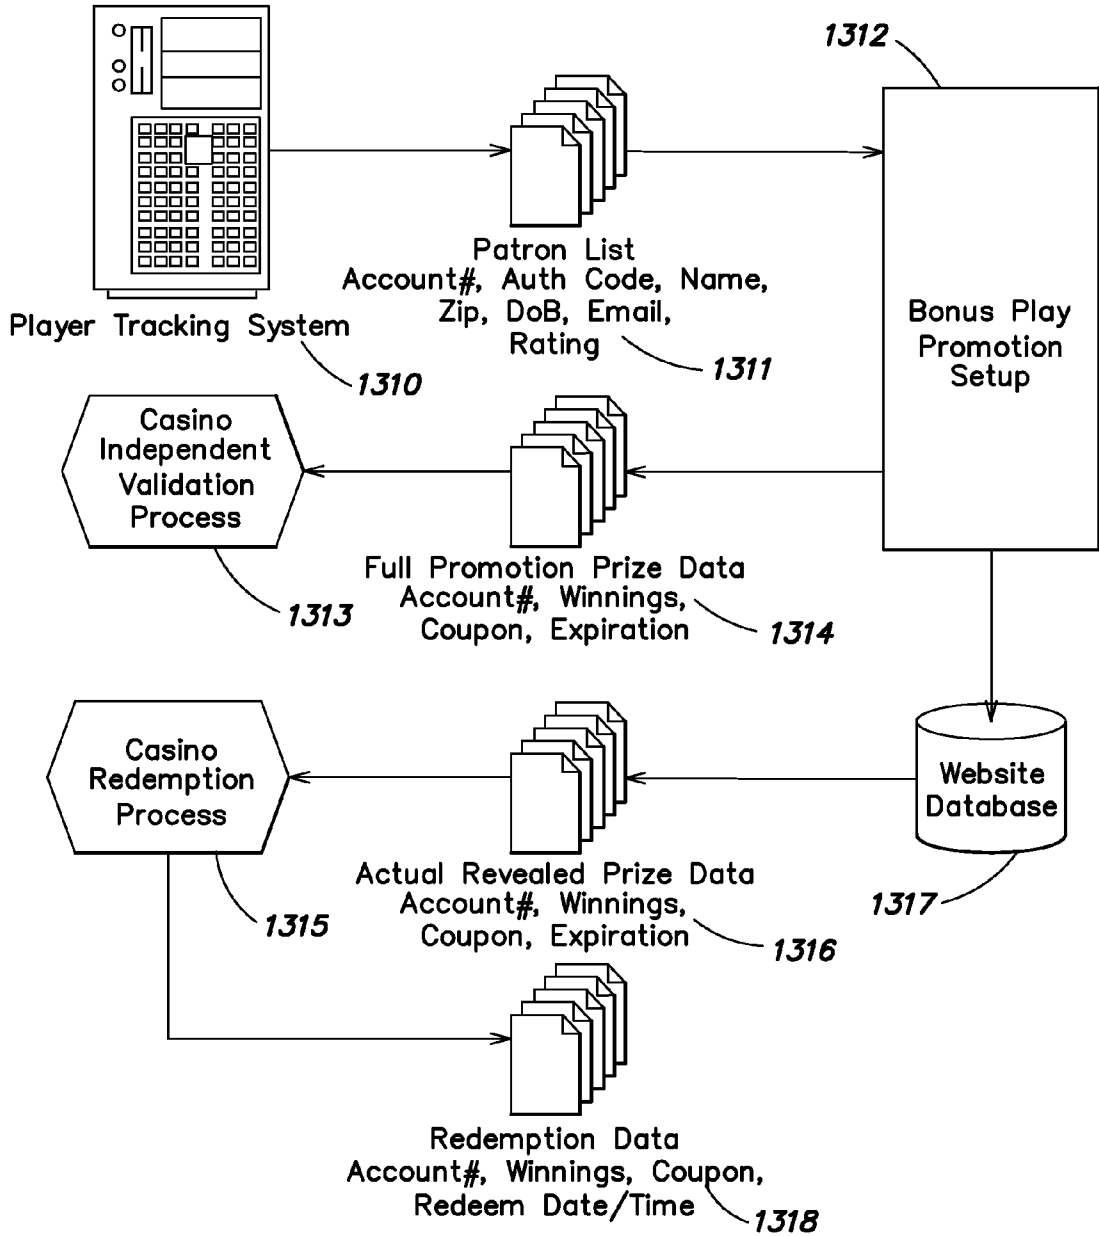 1312
Patron List
Account#, Auth Code, Name,
Zip, DoB, Email,
Rating
1311
Player Tracking System
1310
Bonus Play
Promotion
Setup
Casino
Independent
Validation
Process
1313
Full Promotion Prize Data
Account#, Winnings,
Coupon, Expiration
1314
Casino
Redemption
Process
1315
Website
Database
1317
Actual Revealed Prize Data
Account#, Winnings,
Coupon, Expiration
1316
Redemption Data
Account#, Winnings, Coupon,
Redeem Date/Time
1318